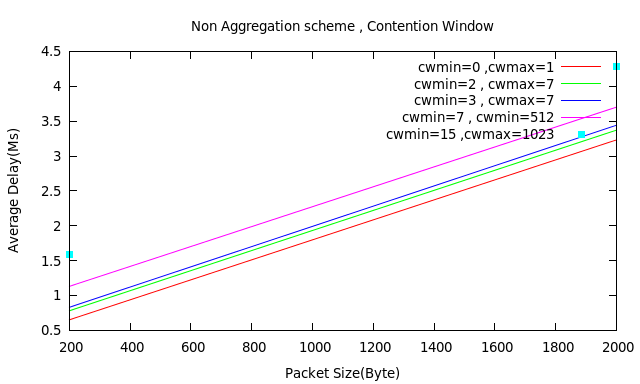 Non Aggregation scheme , Contention Window
4.5
4
3.5
3
2.5
2
1.5
1
0.5
Average Delay(Ms)
cwmin=0 ,cwmax=1
cwmin=2 , cwmax=7
cwmin=3 , cwmax=7
cwmin=7 , cwmin=512
cwmin=15 ,cwmax=1023
200 400 600 800 1000 1200 1400 1600 1800 2000
Packet Size(Byte)